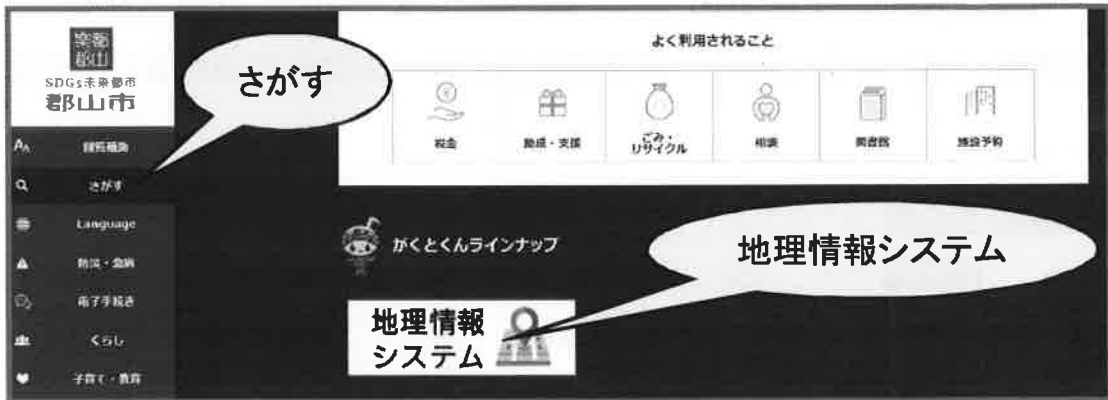 楽都
郡山
SDGs未来都市
郡山市
閲覧補助
さがす
Language
防災・急病
電子手続き
くらし
子育て・教育
さがす
よく利用されること
税金
助成・支援
ごみ・
リサイクル
相談
図書館
施設予約
がくとくんラインナップ
地理情報システム
地理情報
システム